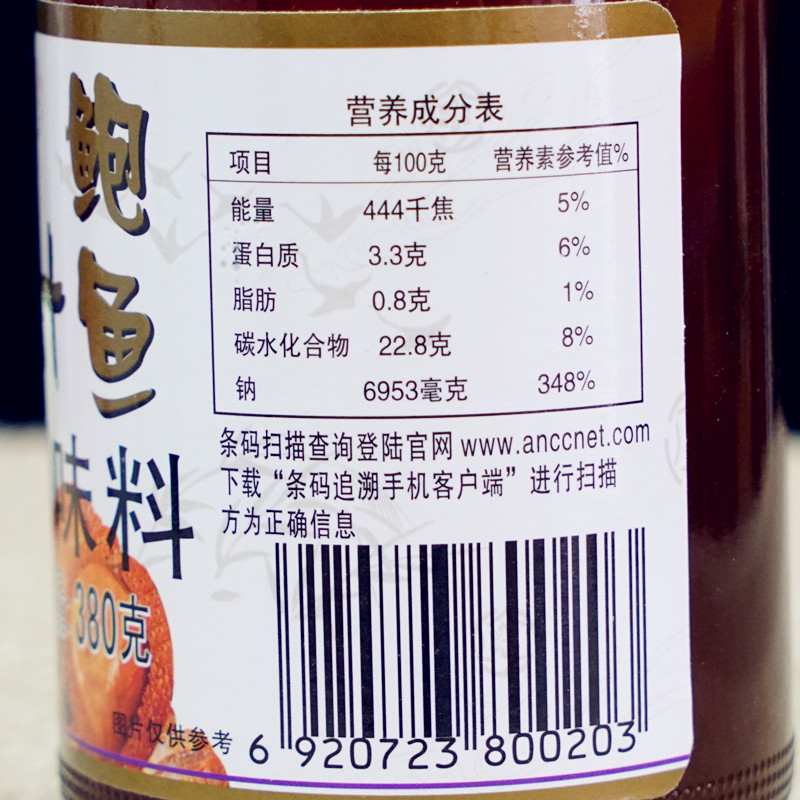 鲍鱼
汁
味料
380克
图片仅供参考
营养成分表
项目 每100克 营养素参考值%
能量 444千焦 5%
蛋白质 3.3克 6%
脂肪 0.8克 1%
碳水化合物 22.8克 8%
钠 6953毫克 348%
条码扫描查询登陆官网www.anccnet.com
下载“条码追溯手机客户端”进行扫描
方为正确信息
6 920723 800203